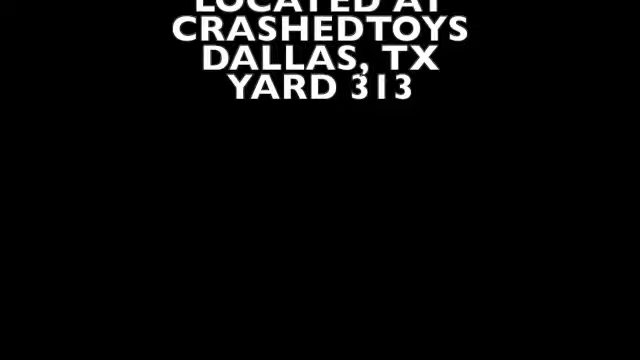 LOCATED AT
CRASHEDTOYS
DALLAS, TX
YARD 313